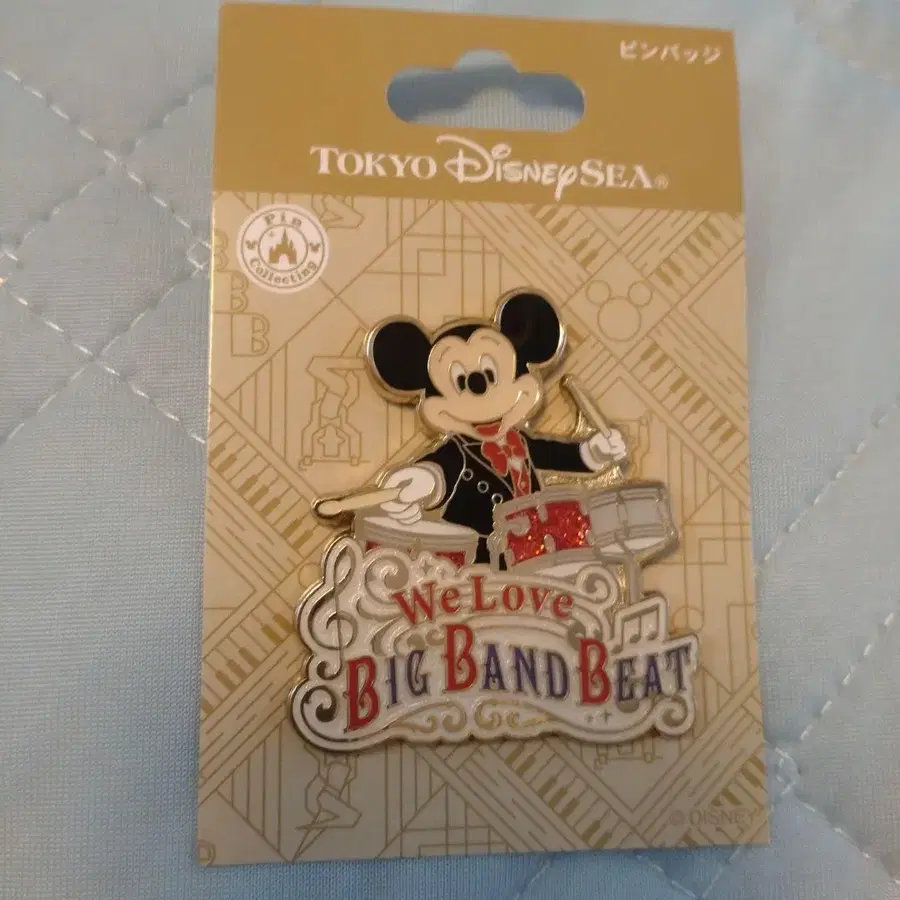 ピンバッジ
TOKYO DISNEYSEA®
Pin
Collecting
B
B
We Love
BIG BAND BEAT
© DISNEY